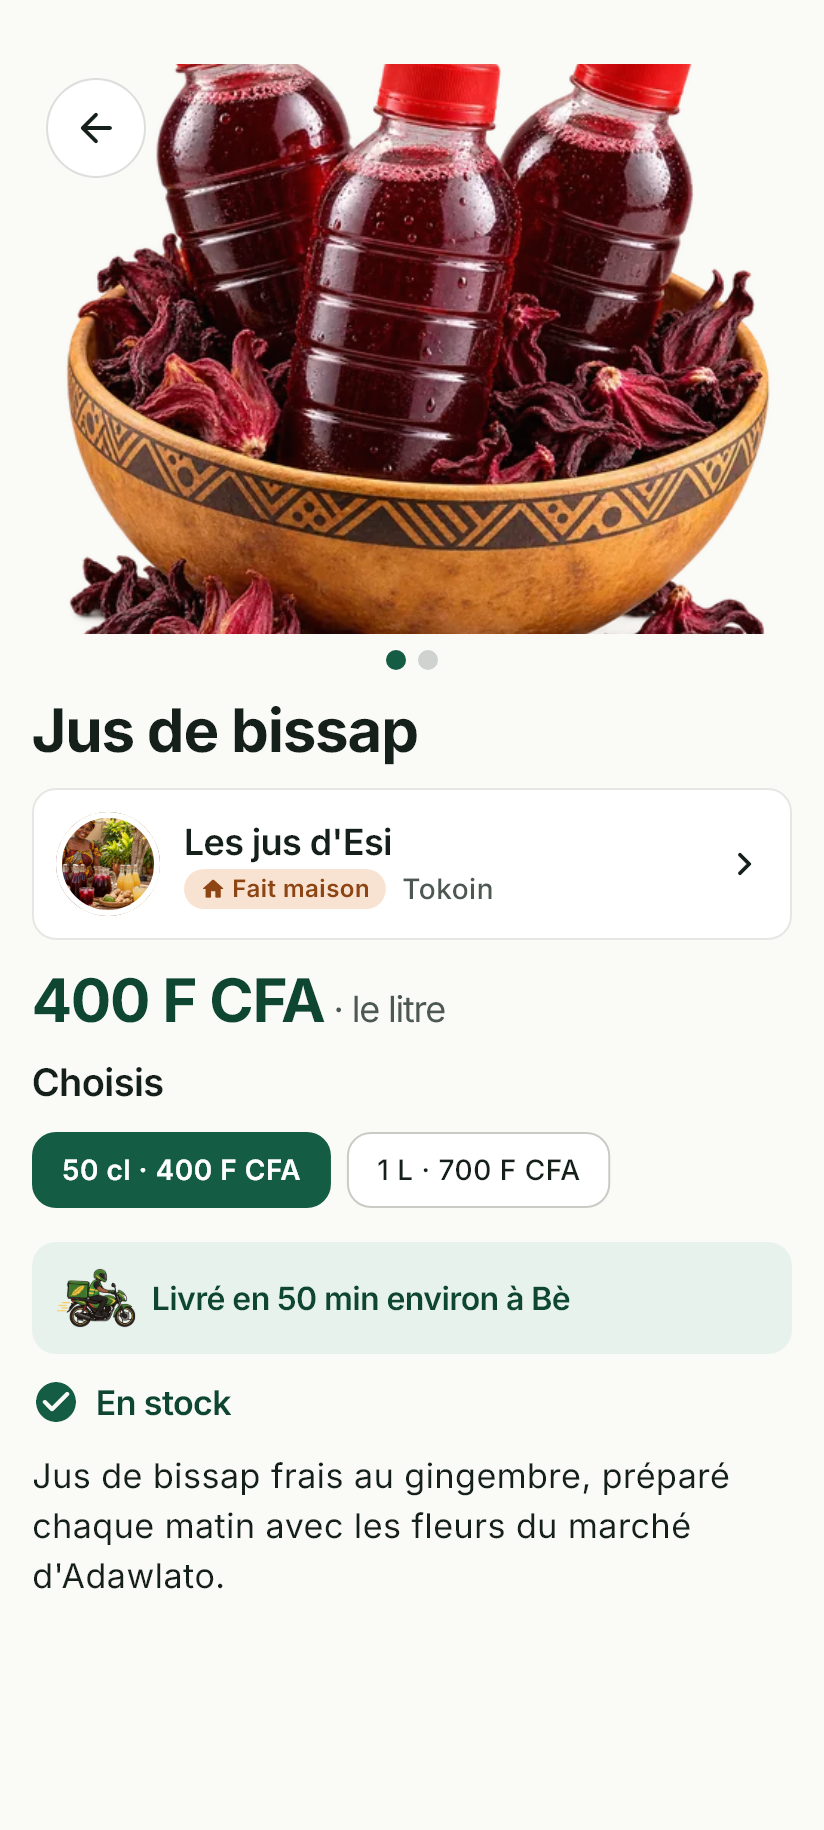 Jus de bissap
Les jus d'Esi
Fait maison Tokoin
400 F CFA · le litre
Choisis
50 cl · 400 F CFA 1 L · 700 F CFA
Livré en 50 min environ à Bè
En stock
Jus de bissap frais au gingembre, préparé
chaque matin avec les fleurs du marché
d'Adawlato.